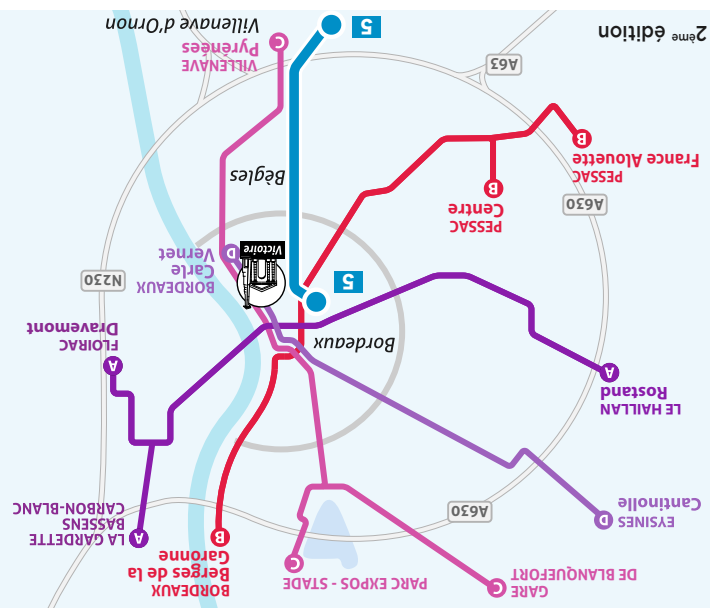 GARE
DE BLANQUEFORT
C
PARC EXPOS - STADE
C
BORDEAUX
Berges de la
Garonne
B
LA GARDETTE
BASSENS
CARBON-BLANC
A
EYSINES
Cantinolle
D
A630
LE HAILLAN
Rostand
A
Bordeaux
FLOIRAC
Dravemont
A
5
N230
BORDEAUX
Carle
Vernet
D
Victoire
A630
PESSAC
Centre
B
PESSAC
France Alouette
B
Bègles
A63
VILLENAVE
Pyrénées
C
2ème édition
5
Villenave d'Ornon